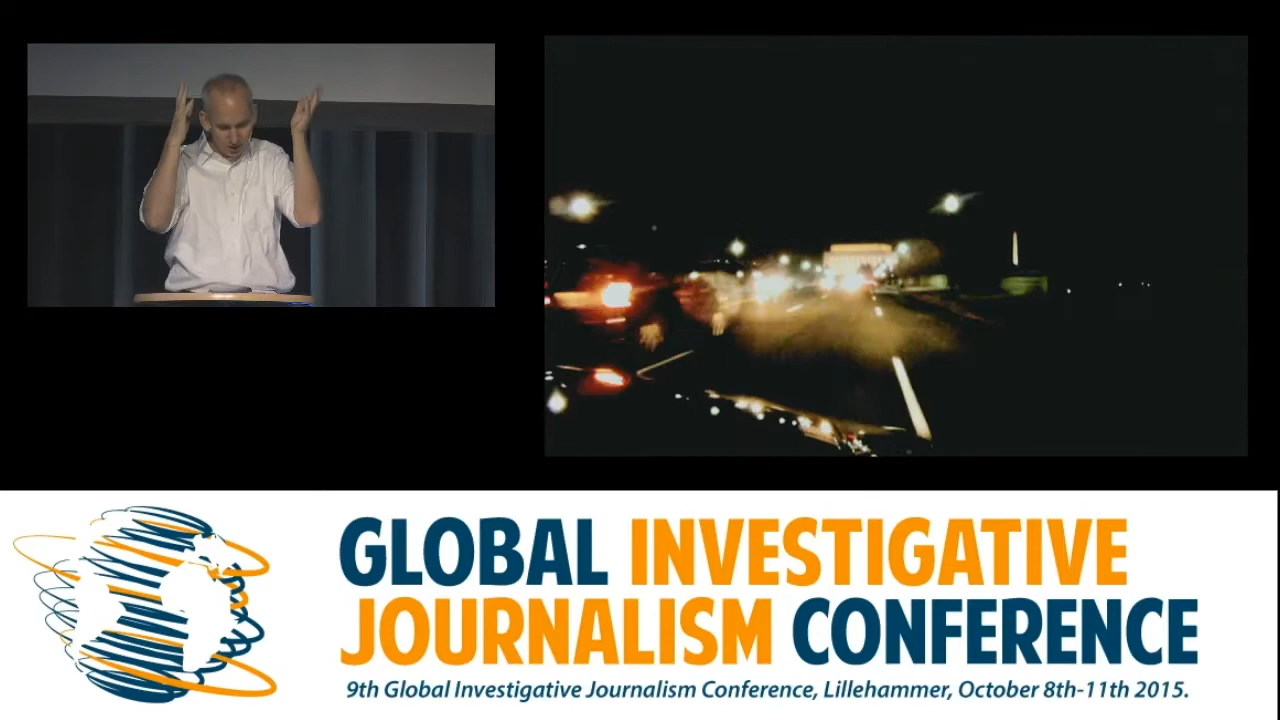 GLOBAL INVESTIGATIVE
JOURNALISM CONFERENCE
9th Global Investigative Journalism Conference, Lillehammer, October 8th-11th 2015.